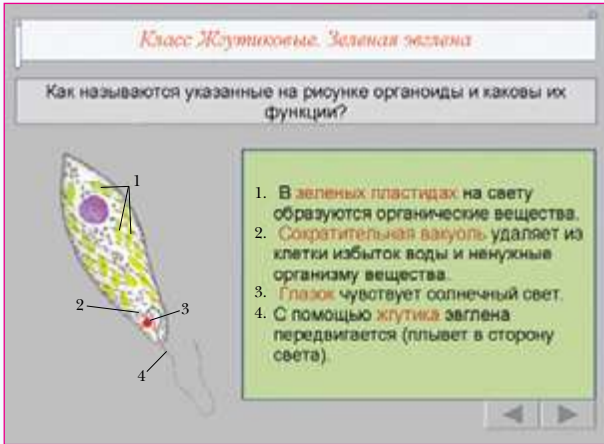 Класс Жгутиковые. Зеленая эвглена
Как называются указанные на рисунке органоиды и каковы их
функции?
1
2
3
4
1. В зеленых пластидах на свету
образуются органические вещества.
2. Сократительная вакуоль удаляет из
клетки избыток воды и ненужные
организму вещества.
3. Глазок чувствует солнечный свет.
4. С помощью жгутика эвглена
передвигается (плывет в сторону
света).